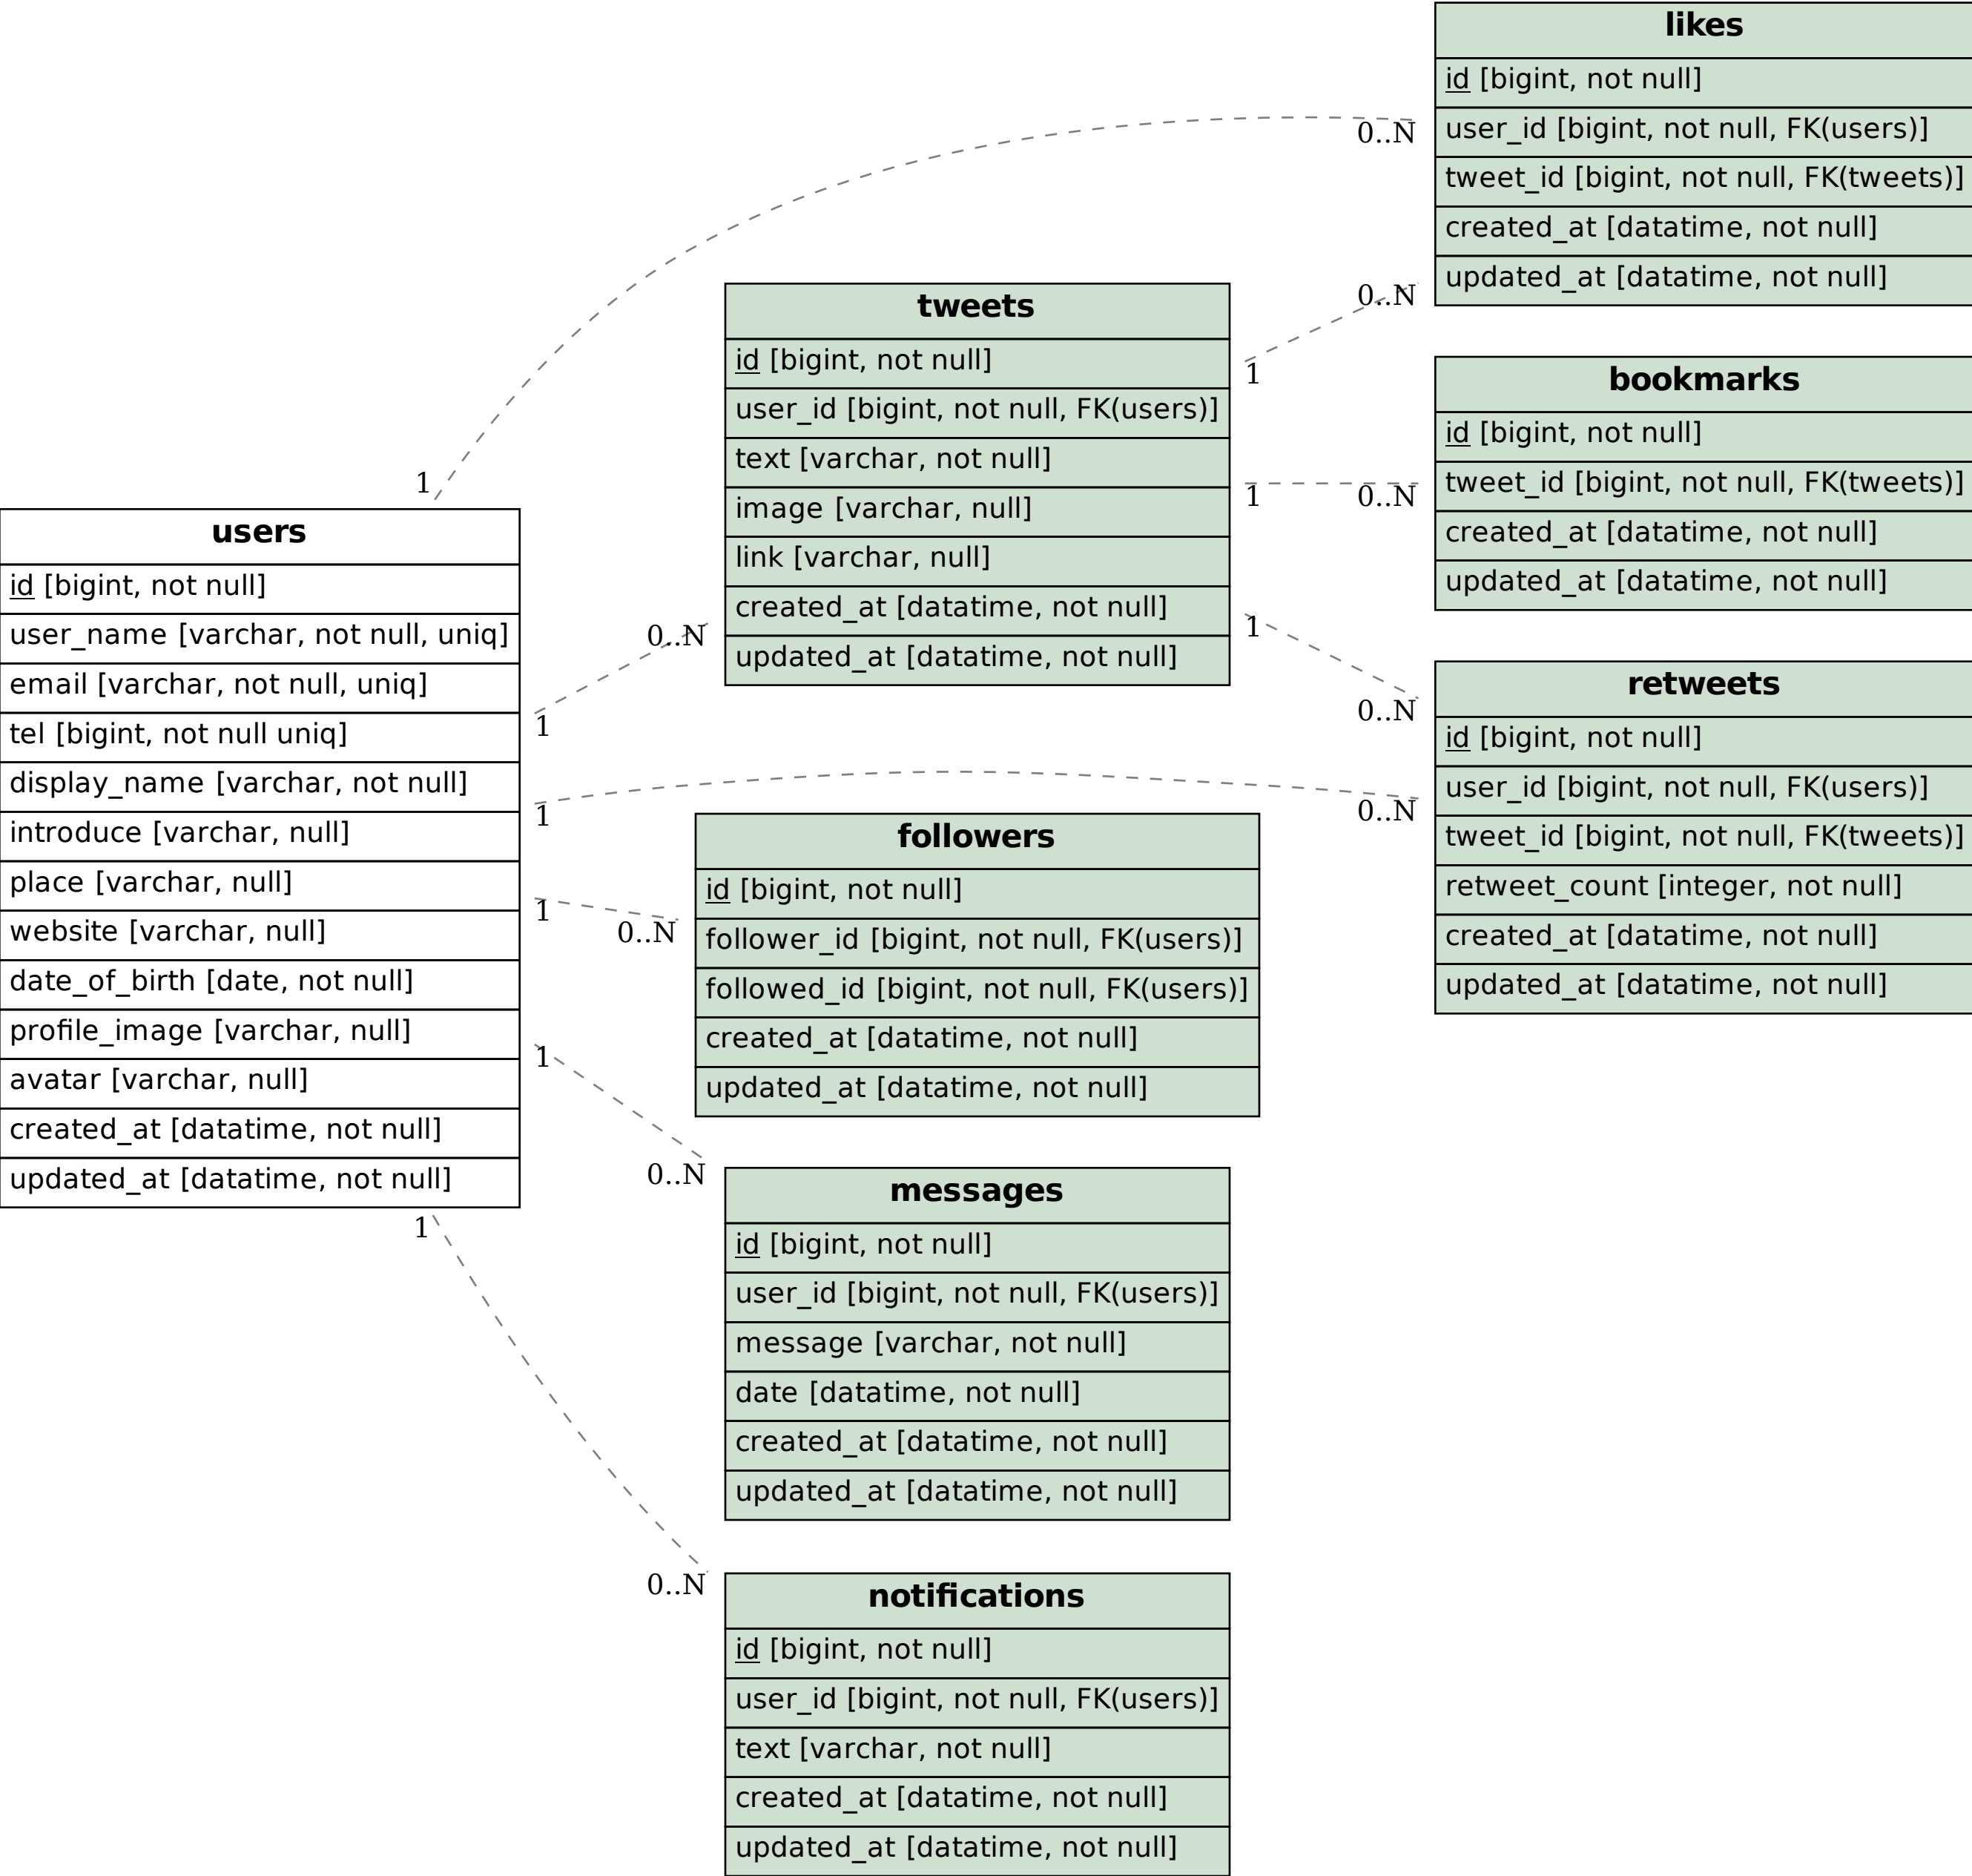 likes
id [bigint, not null]
user_id [bigint, not null, FK(users)]
tweet_id [bigint, not null, FK(tweets)]
created_at [datatime, not null]
updated_at [datatime, not null]
0..N
0..N
tweets
id [bigint, not null]
user_id [bigint, not null, FK(users)]
text [varchar, not null]
image [varchar, null]
link [varchar, null]
created_at [datatime, not null]
updated_at [datatime, not null]
1
1
1
0..N
bookmarks
id [bigint, not null]
tweet_id [bigint, not null, FK(tweets)]
created_at [datatime, not null]
updated_at [datatime, not null]
0..N
1
users
id [bigint, not null]
user_name [varchar, not null, uniq]
email [varchar, not null, uniq]
tel [bigint, not null uniq]
display_name [varchar, not null]
introduce [varchar, null]
place [varchar, null]
website [varchar, null]
date_of_birth [date, not null]
profile_image [varchar, null]
avatar [varchar, null]
created_at [datatime, not null]
updated_at [datatime, not null]
1
1
1
1
1
retweets
id [bigint, not null]
user_id [bigint, not null, FK(users)]
tweet_id [bigint, not null, FK(tweets)]
retweet_count [integer, not null]
created_at [datatime, not null]
updated_at [datatime, not null]
0..N
0..N
followers
id [bigint, not null]
follower_id [bigint, not null, FK(users)]
followed_id [bigint, not null, FK(users)]
created_at [datatime, not null]
updated_at [datatime, not null]
0..N
messages
id [bigint, not null]
user_id [bigint, not null, FK(users)]
message [varchar, not null]
date [datatime, not null]
created_at [datatime, not null]
updated_at [datatime, not null]
0..N
notifications
id [bigint, not null]
user_id [bigint, not null, FK(users)]
text [varchar, not null]
created_at [datatime, not null]
updated_at [datatime, not null]
0..N